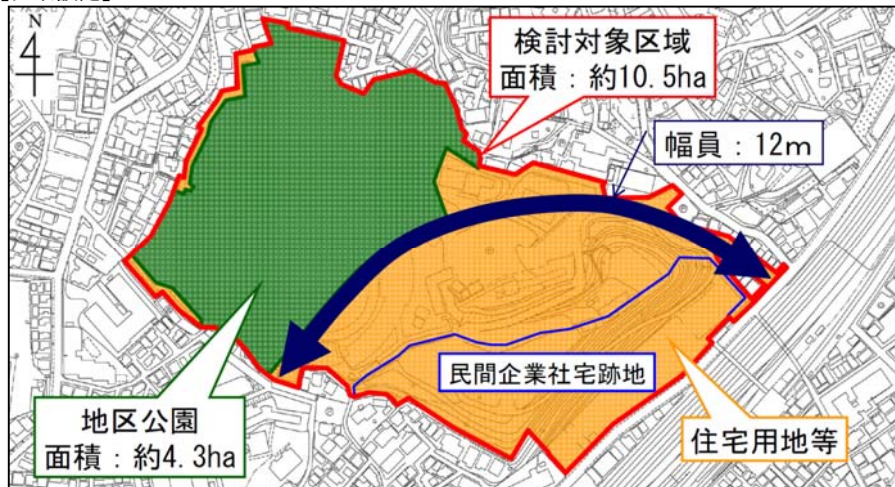 N
検討対象区域
面積：約10.5ha
幅員：12m
民間企業社宅跡地
地区公園
面積：約4.3ha
住宅用地等